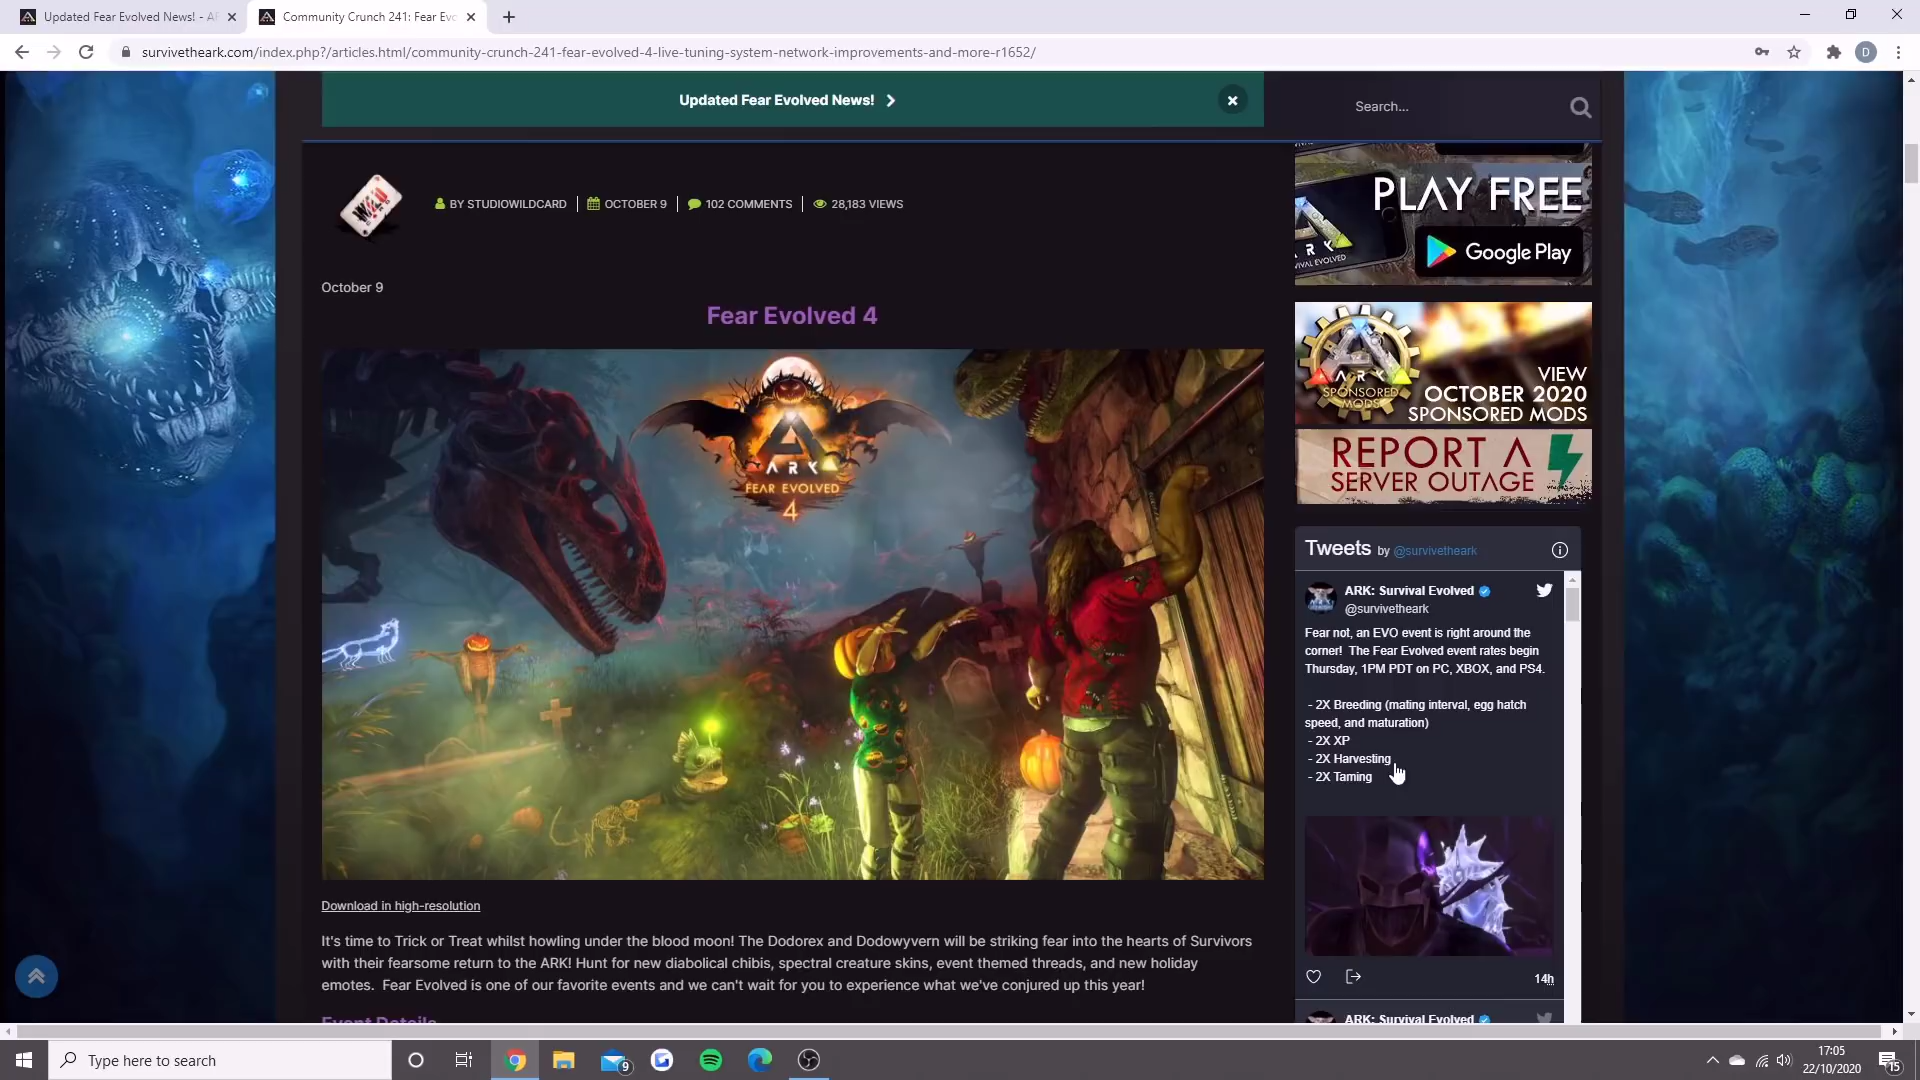 Updated Fear Evolved News! - AR
Community Crunch 241: Fear Evo
survivetheark.com/index.php?/articles.html/community-crunch-241-fear-evolved-4-live-tuning-system-network-improvements-and-more-r1652/
D
Updated Fear Evolved News!
Search...
BY STUDIOWILDCARD
OCTOBER 9
102 COMMENTS
28,183 VIEWS
October 9
Fear Evolved 4
ARK
FEAR EVOLVED
4
Download in high-resolution
It's time to Trick or Treat whilst howling under the blood moon! The Dodorex and Dodowyvern will be striking fear into the hearts of Survivors
with their fearsome return to the ARK! Hunt for new diabolical chibis, spectral creature skins, event themed threads, and new holiday
emotes.  Fear Evolved is one of our favorite events and we can't wait for you to experience what we've conjured up this year!
Event Details
PLAY FREE
Google Play
ARK
SPONSORED
MODS
VIEW
OCTOBER 2020
SPONSORED MODS
REPORT A
SERVER OUTAGE
Tweets by @survivetheark
ARK: Survival Evolved
@survivetheark
Fear not, an EVO event is right around the
corner!  The Fear Evolved event rates begin
Thursday, 1PM PDT on PC, XBOX, and PS4.
- 2X Breeding (mating interval, egg hatch
speed, and maturation)
- 2X XP
- 2X Harvesting
- 2X Taming
14h
ARK: Survival Evolved
Type here to search
9
17:05
22/10/2020
15